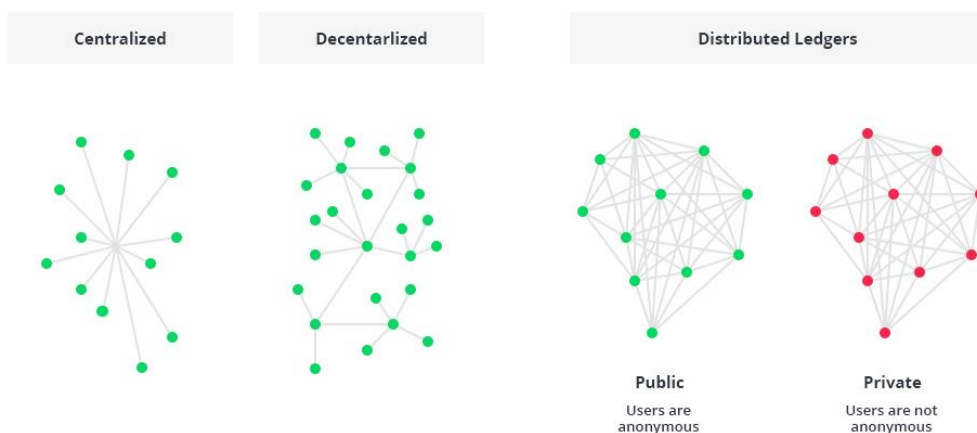 Centralized
Decentarlized
Distributed Ledgers
Public
Private
Users are
anonymous
Users are not
anonymous